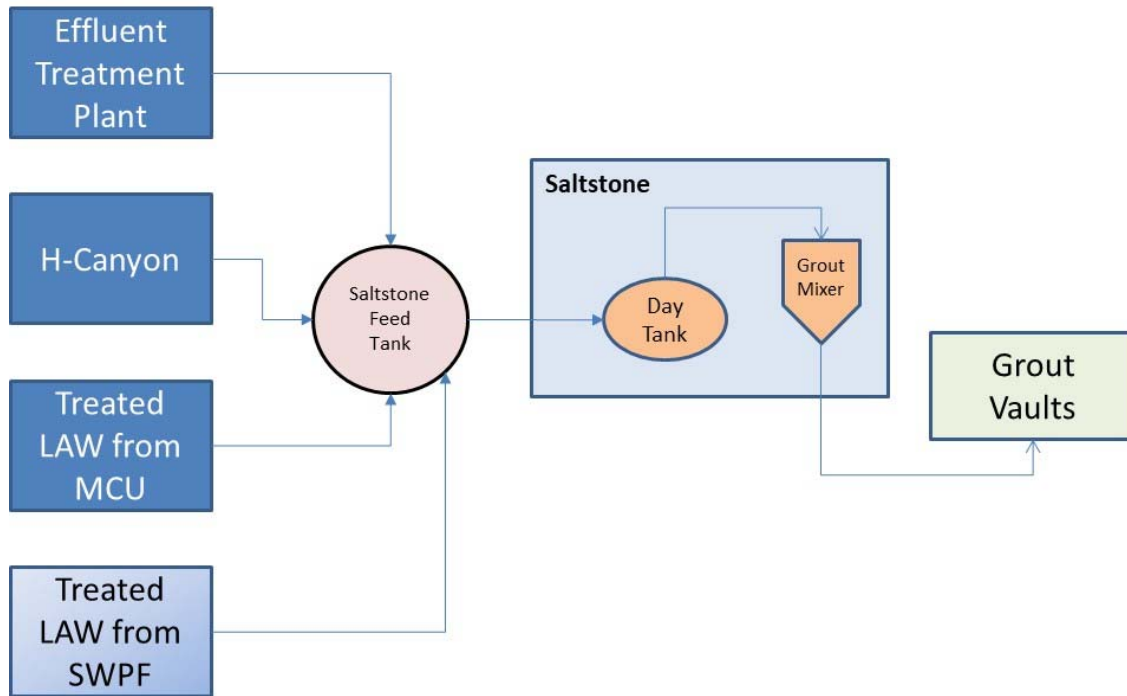 Effluent
Treatment
Plant
H-Canyon
Treated
LAW from
MCU
Treated
LAW from
SWPF
Saltstone
Feed
Tank
Saltstone
Day
Tank
Grout
Mixer
Grout
Vaults